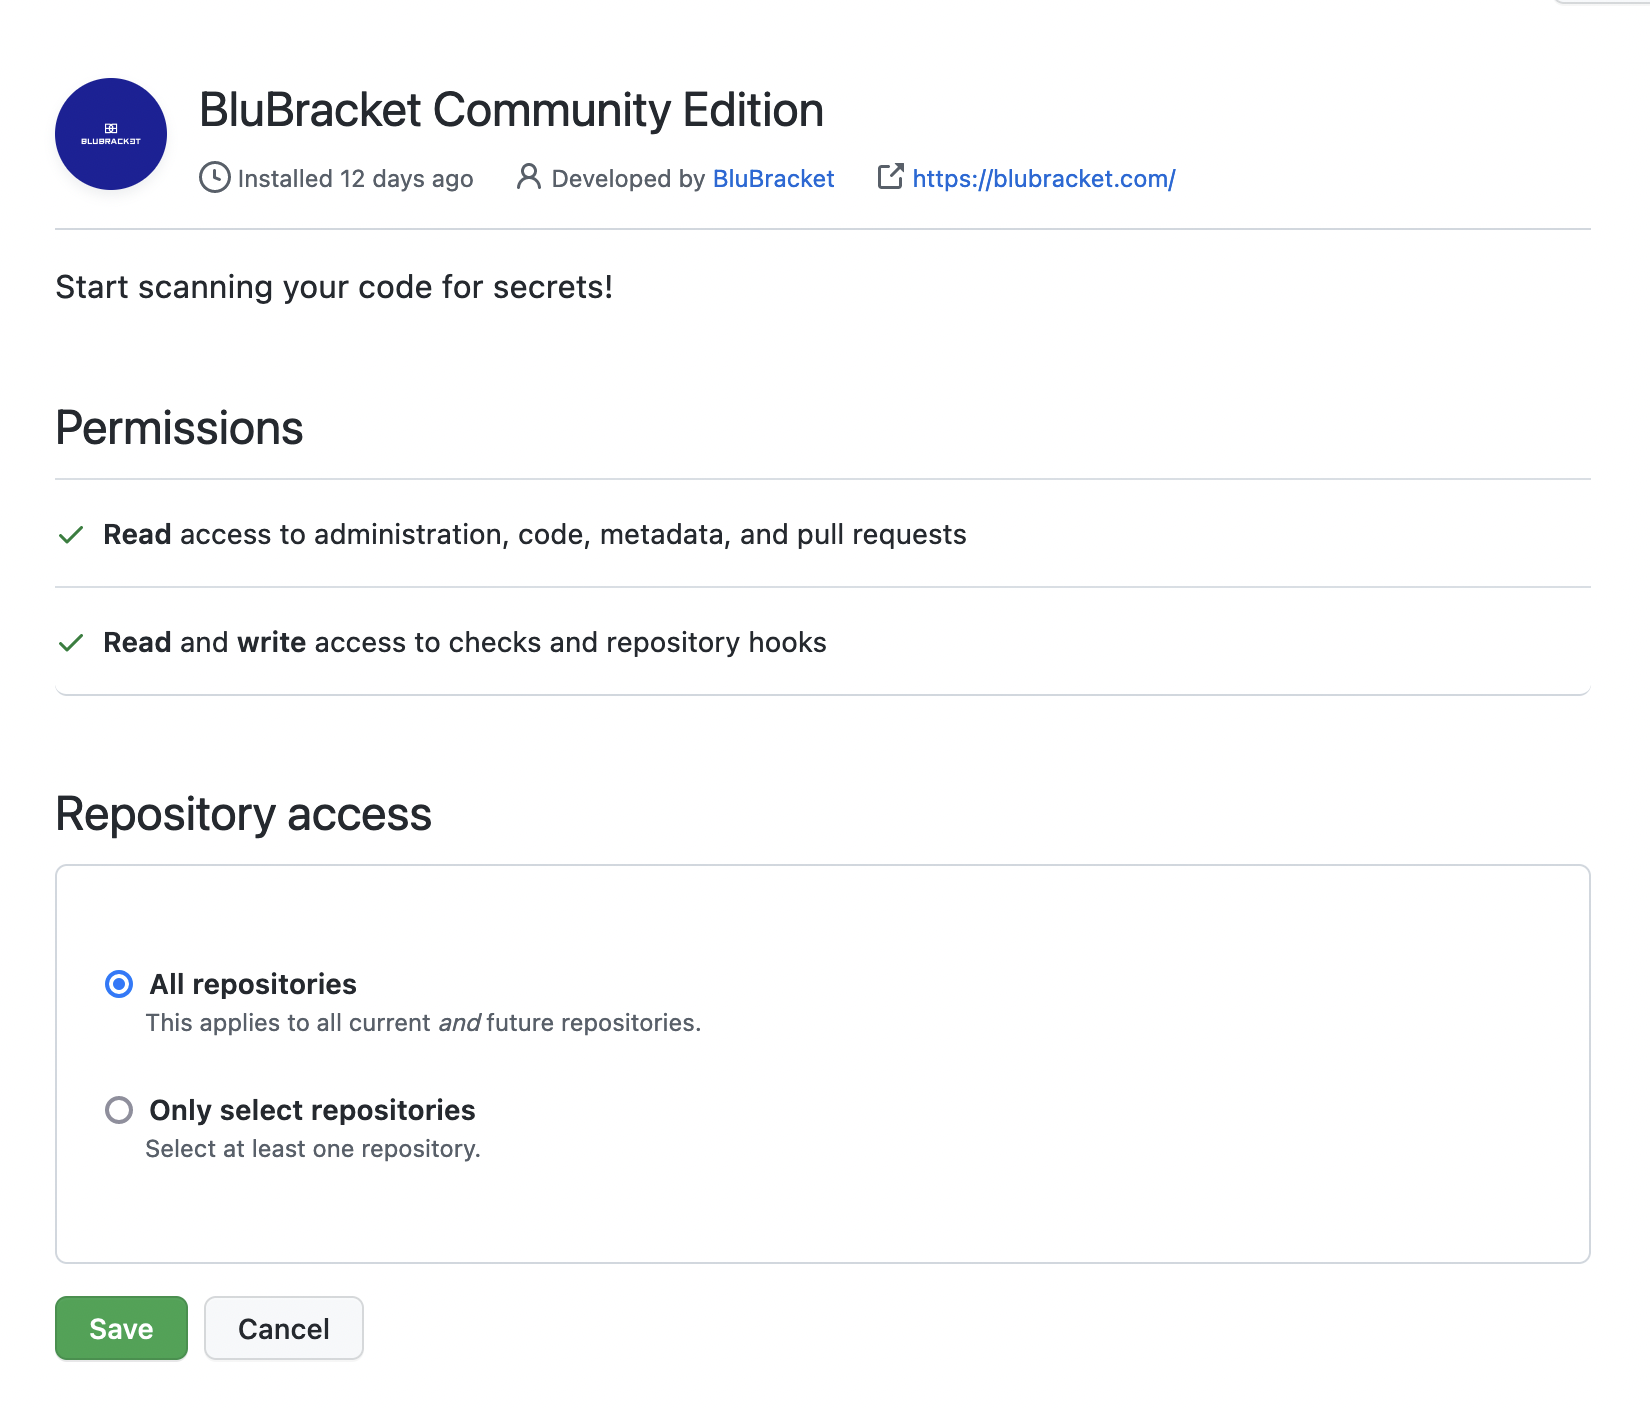 BLUBRACKET
BluBracket Community Edition
Installed 12 days ago Developed by BluBracket https://blubracket.com/
Start scanning your code for secrets!
Permissions
Read access to administration, code, metadata, and pull requests
Read and write access to checks and repository hooks
Repository access
All repositories
This applies to all current and future repositories.
Only select repositories
Select at least one repository.
Save Cancel